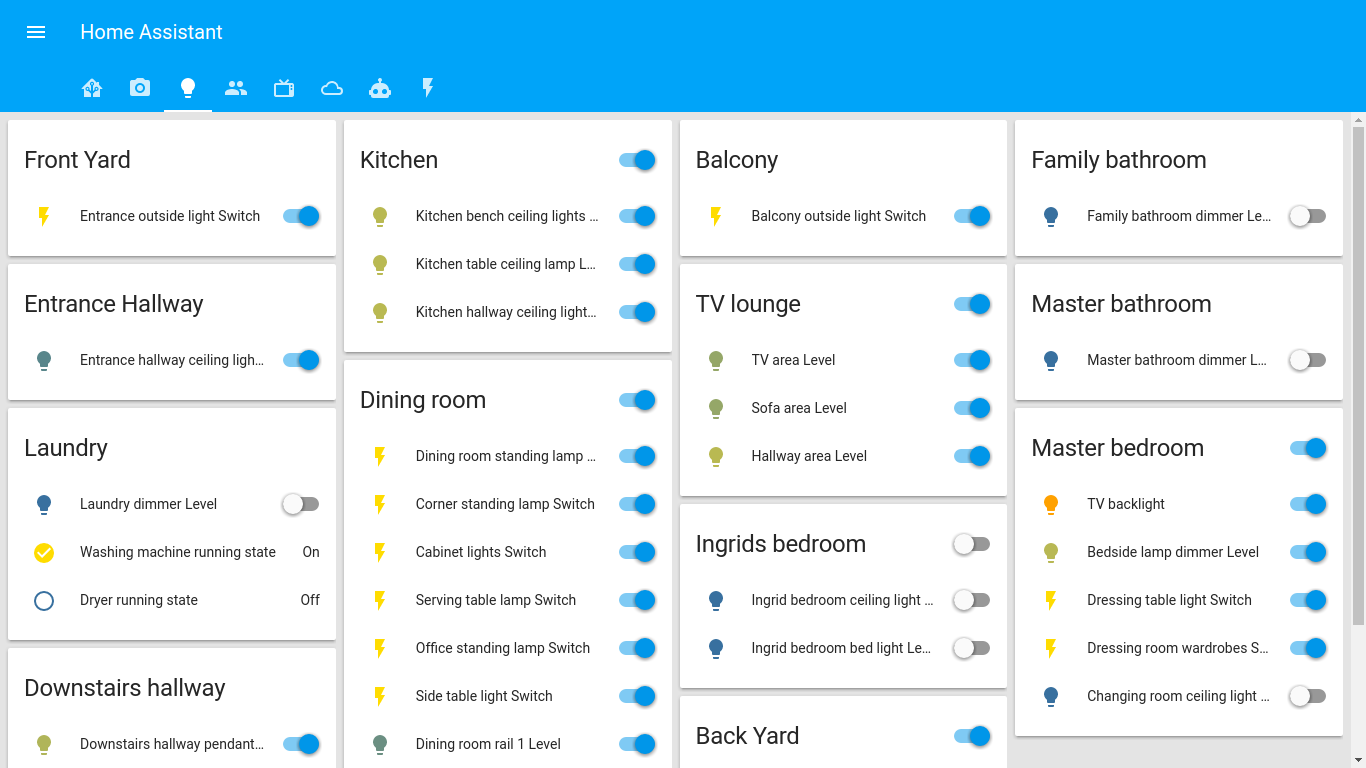 Home Assistant
Front Yard
Entrance outside light Switch
Entrance Hallway
Entrance hallway ceiling ligh...
Laundry
Laundry dimmer Level
Washing machine running state On
Dryer running state Off
Downstairs hallway
Downstairs hallway pendant...
Kitchen
Kitchen bench ceiling lights ...
Kitchen table ceiling lamp L...
Kitchen hallway ceiling light...
Dining room
Dining room standing lamp ...
Corner standing lamp Switch
Cabinet lights Switch
Serving table lamp Switch
Office standing lamp Switch
Side table light Switch
Dining room rail 1 Level
Balcony
Balcony outside light Switch
TV lounge
TV area Level
Sofa area Level
Hallway area Level
Ingrids bedroom
Ingrid bedroom ceiling light ...
Ingrid bedroom bed light Le...
Back Yard
Family bathroom
Family bathroom dimmer Le...
Master bathroom
Master bathroom dimmer L...
Master bedroom
TV backlight
Bedside lamp dimmer Level
Dressing table light Switch
Dressing room wardrobes S...
Changing room ceiling light ...